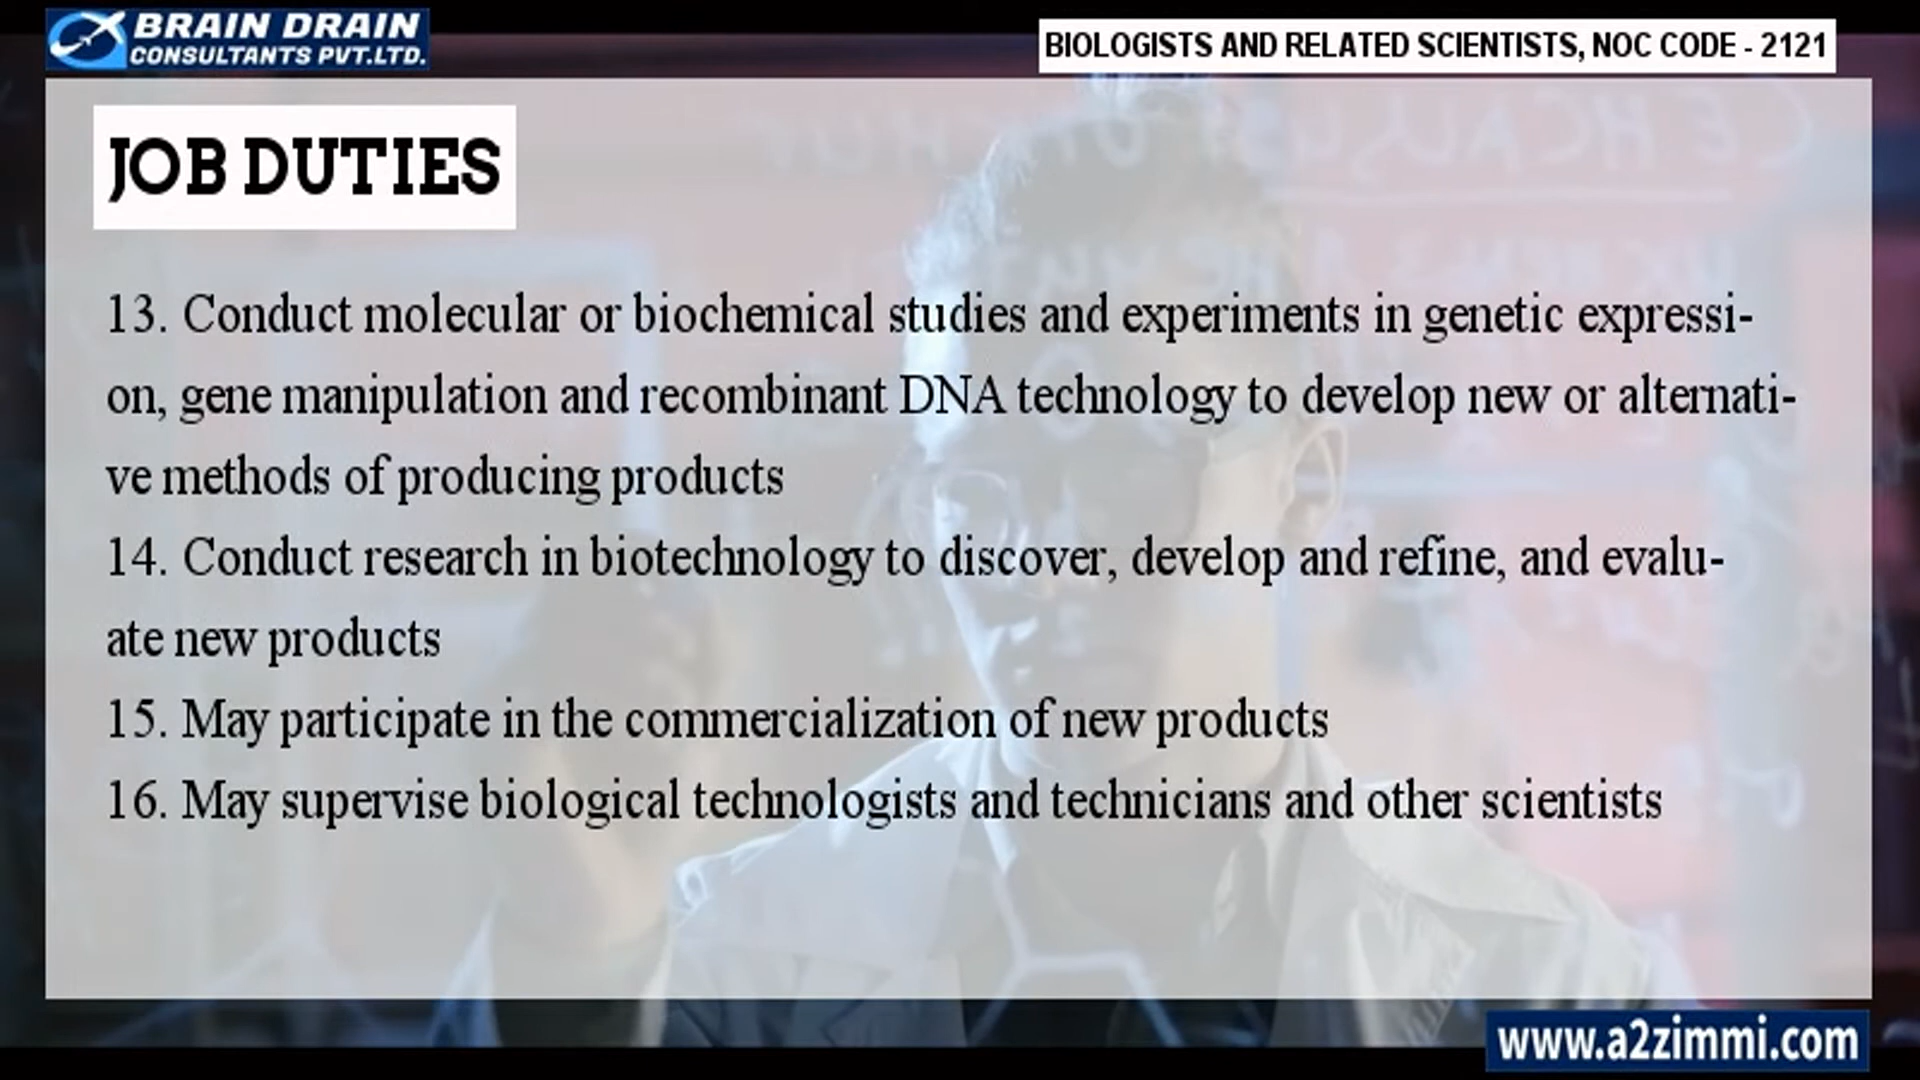 BRAIN DRAIN
CONSULTANTS PVT.LTD.
BIOLOGISTS AND RELATED SCIENTISTS, NOC CODE - 2121
JOB DUTIES
13. Conduct molecular or biochemical studies and experiments in genetic expressi-
on, gene manipulation and recombinant DNA technology to develop new or alternati-
ve methods of producing products
14. Conduct research in biotechnology to discover, develop and refine, and evalu-
ate new products
15. May participate in the commercialization of new products
16. May supervise biological technologists and technicians and other scientists
www.a2zimmi.com